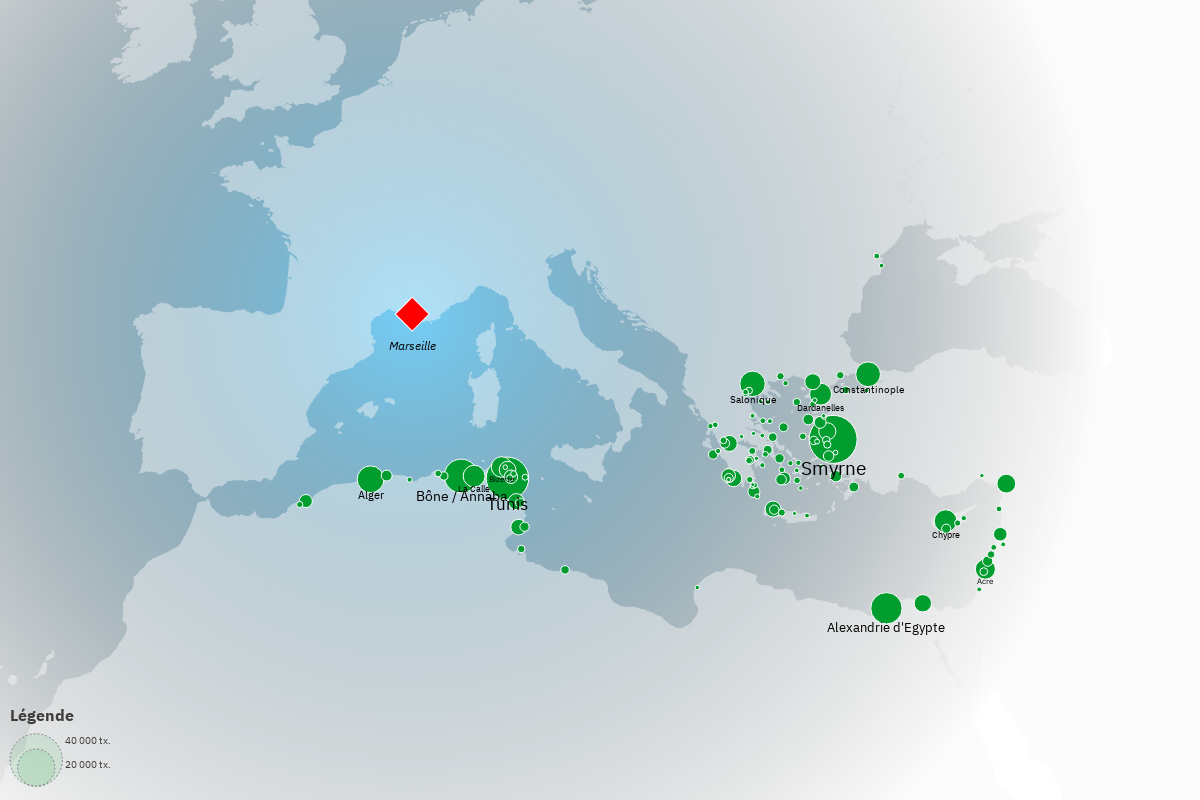 Marseille
Constantinople
Salonique
Dardanelles
Smyrne
Bizerte
La Calle
Alger
Bône / Annaba
Tunis
Chypre
Acre
Alexandrie d'Egypte
Légende
40 000 tx.
20 000 tx.